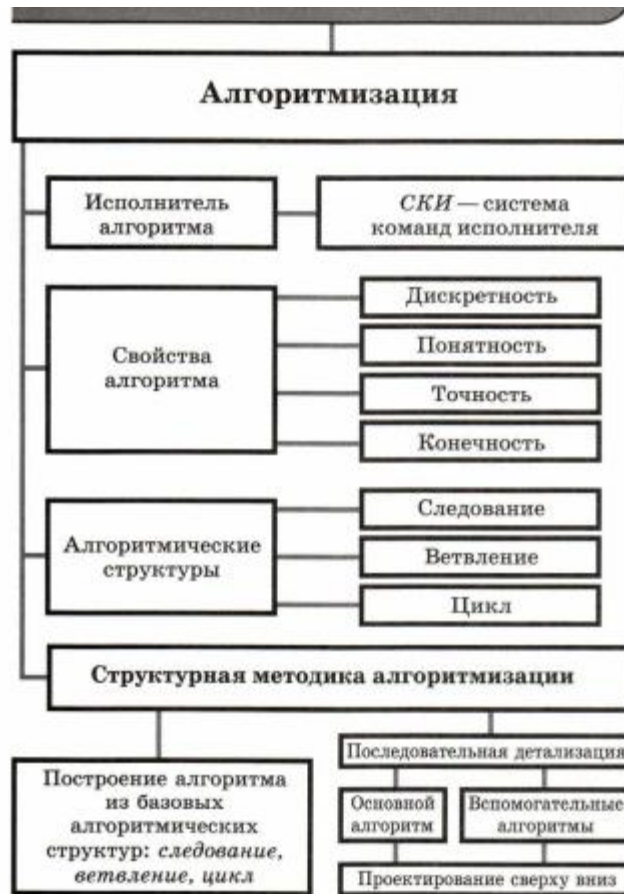 Алгоритмизация
Исполнитель
алгоритма
СКИ — система
команд исполнителя
Свойства
алгоритма
Дискретность
Понятность
Точность
Конечность
Алгоритмические
структуры
Следование
Ветвление
Цикл
Структурная методика алгоритмизации
Построение алгоритма
из базовых
алгоритмических
структур: следование,
ветвление, цикл
Последовательная детализация
Основной
алгоритм
Вспомогательные
алгоритмы
Проектирование сверху вниз